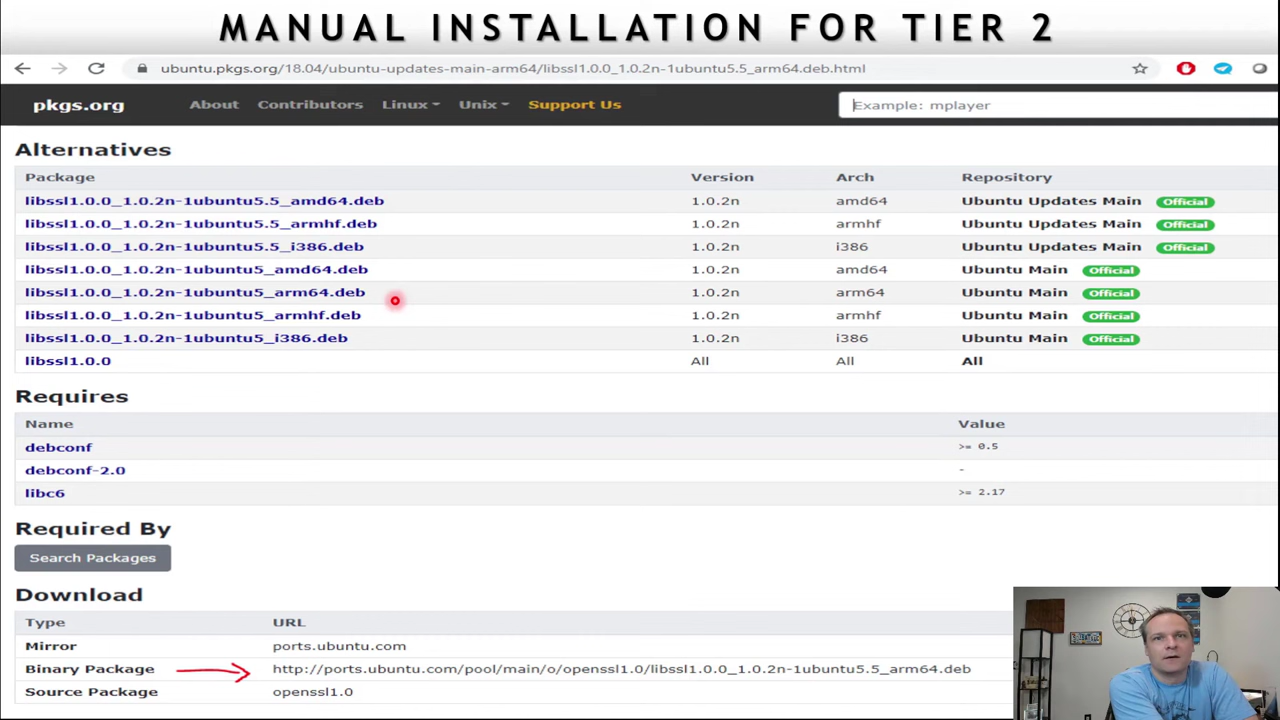 MANUAL INSTALLATION FOR TIER 2
ubuntu.pkgs.org/18.04/ubuntu-updates-main-arm64/libssl1.0.0_1.0.2n-1ubuntu5.5_arm64.deb.html
pkgs.org About Contributors Linux Unix Support Us Example: mplayer
Alternatives
Package Version Arch Repository
libssl1.0.0_1.0.2n-1ubuntu5.5_amd64.deb 1.0.2n amd64 Ubuntu Updates Main Official
libssl1.0.0_1.0.2n-1ubuntu5.5_armhf.deb 1.0.2n armhf Ubuntu Updates Main Official
libssl1.0.0_1.0.2n-1ubuntu5.5_i386.deb 1.0.2n i386 Ubuntu Updates Main Official
libssl1.0.0_1.0.2n-1ubuntu5_amd64.deb 1.0.2n amd64 Ubuntu Main Official
libssl1.0.0_1.0.2n-1ubuntu5_arm64.deb 1.0.2n arm64 Ubuntu Main Official
libssl1.0.0_1.0.2n-1ubuntu5_armhf.deb 1.0.2n armhf Ubuntu Main Official
libssl1.0.0_1.0.2n-1ubuntu5_i386.deb 1.0.2n i386 Ubuntu Main Official
libssl1.0.0 All All All
Requires
Name Value
debconf >= 0.5
debconf-2.0 -
libc6 >= 2.17
Required By
Search Packages
Download
Type URL
Mirror ports.ubuntu.com
Binary Package http://ports.ubuntu.com/pool/main/o/openssl1.0/libssl1.0.0_1.0.2n-1ubuntu5.5_arm64.deb
Source Package openssl1.0